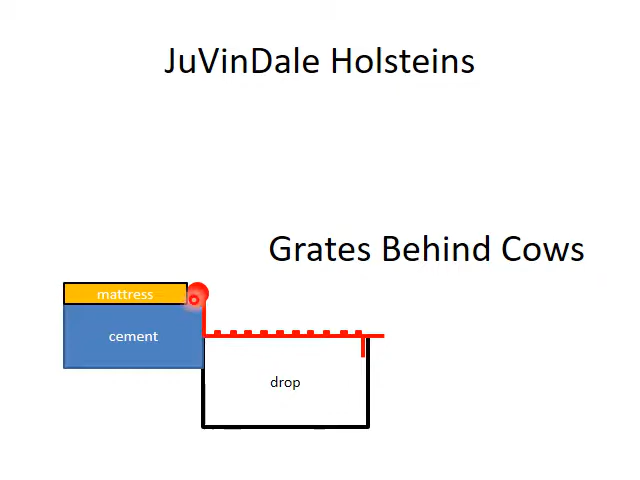 JuVinDale Holsteins
Grates Behind Cows
mattress
cement
drop